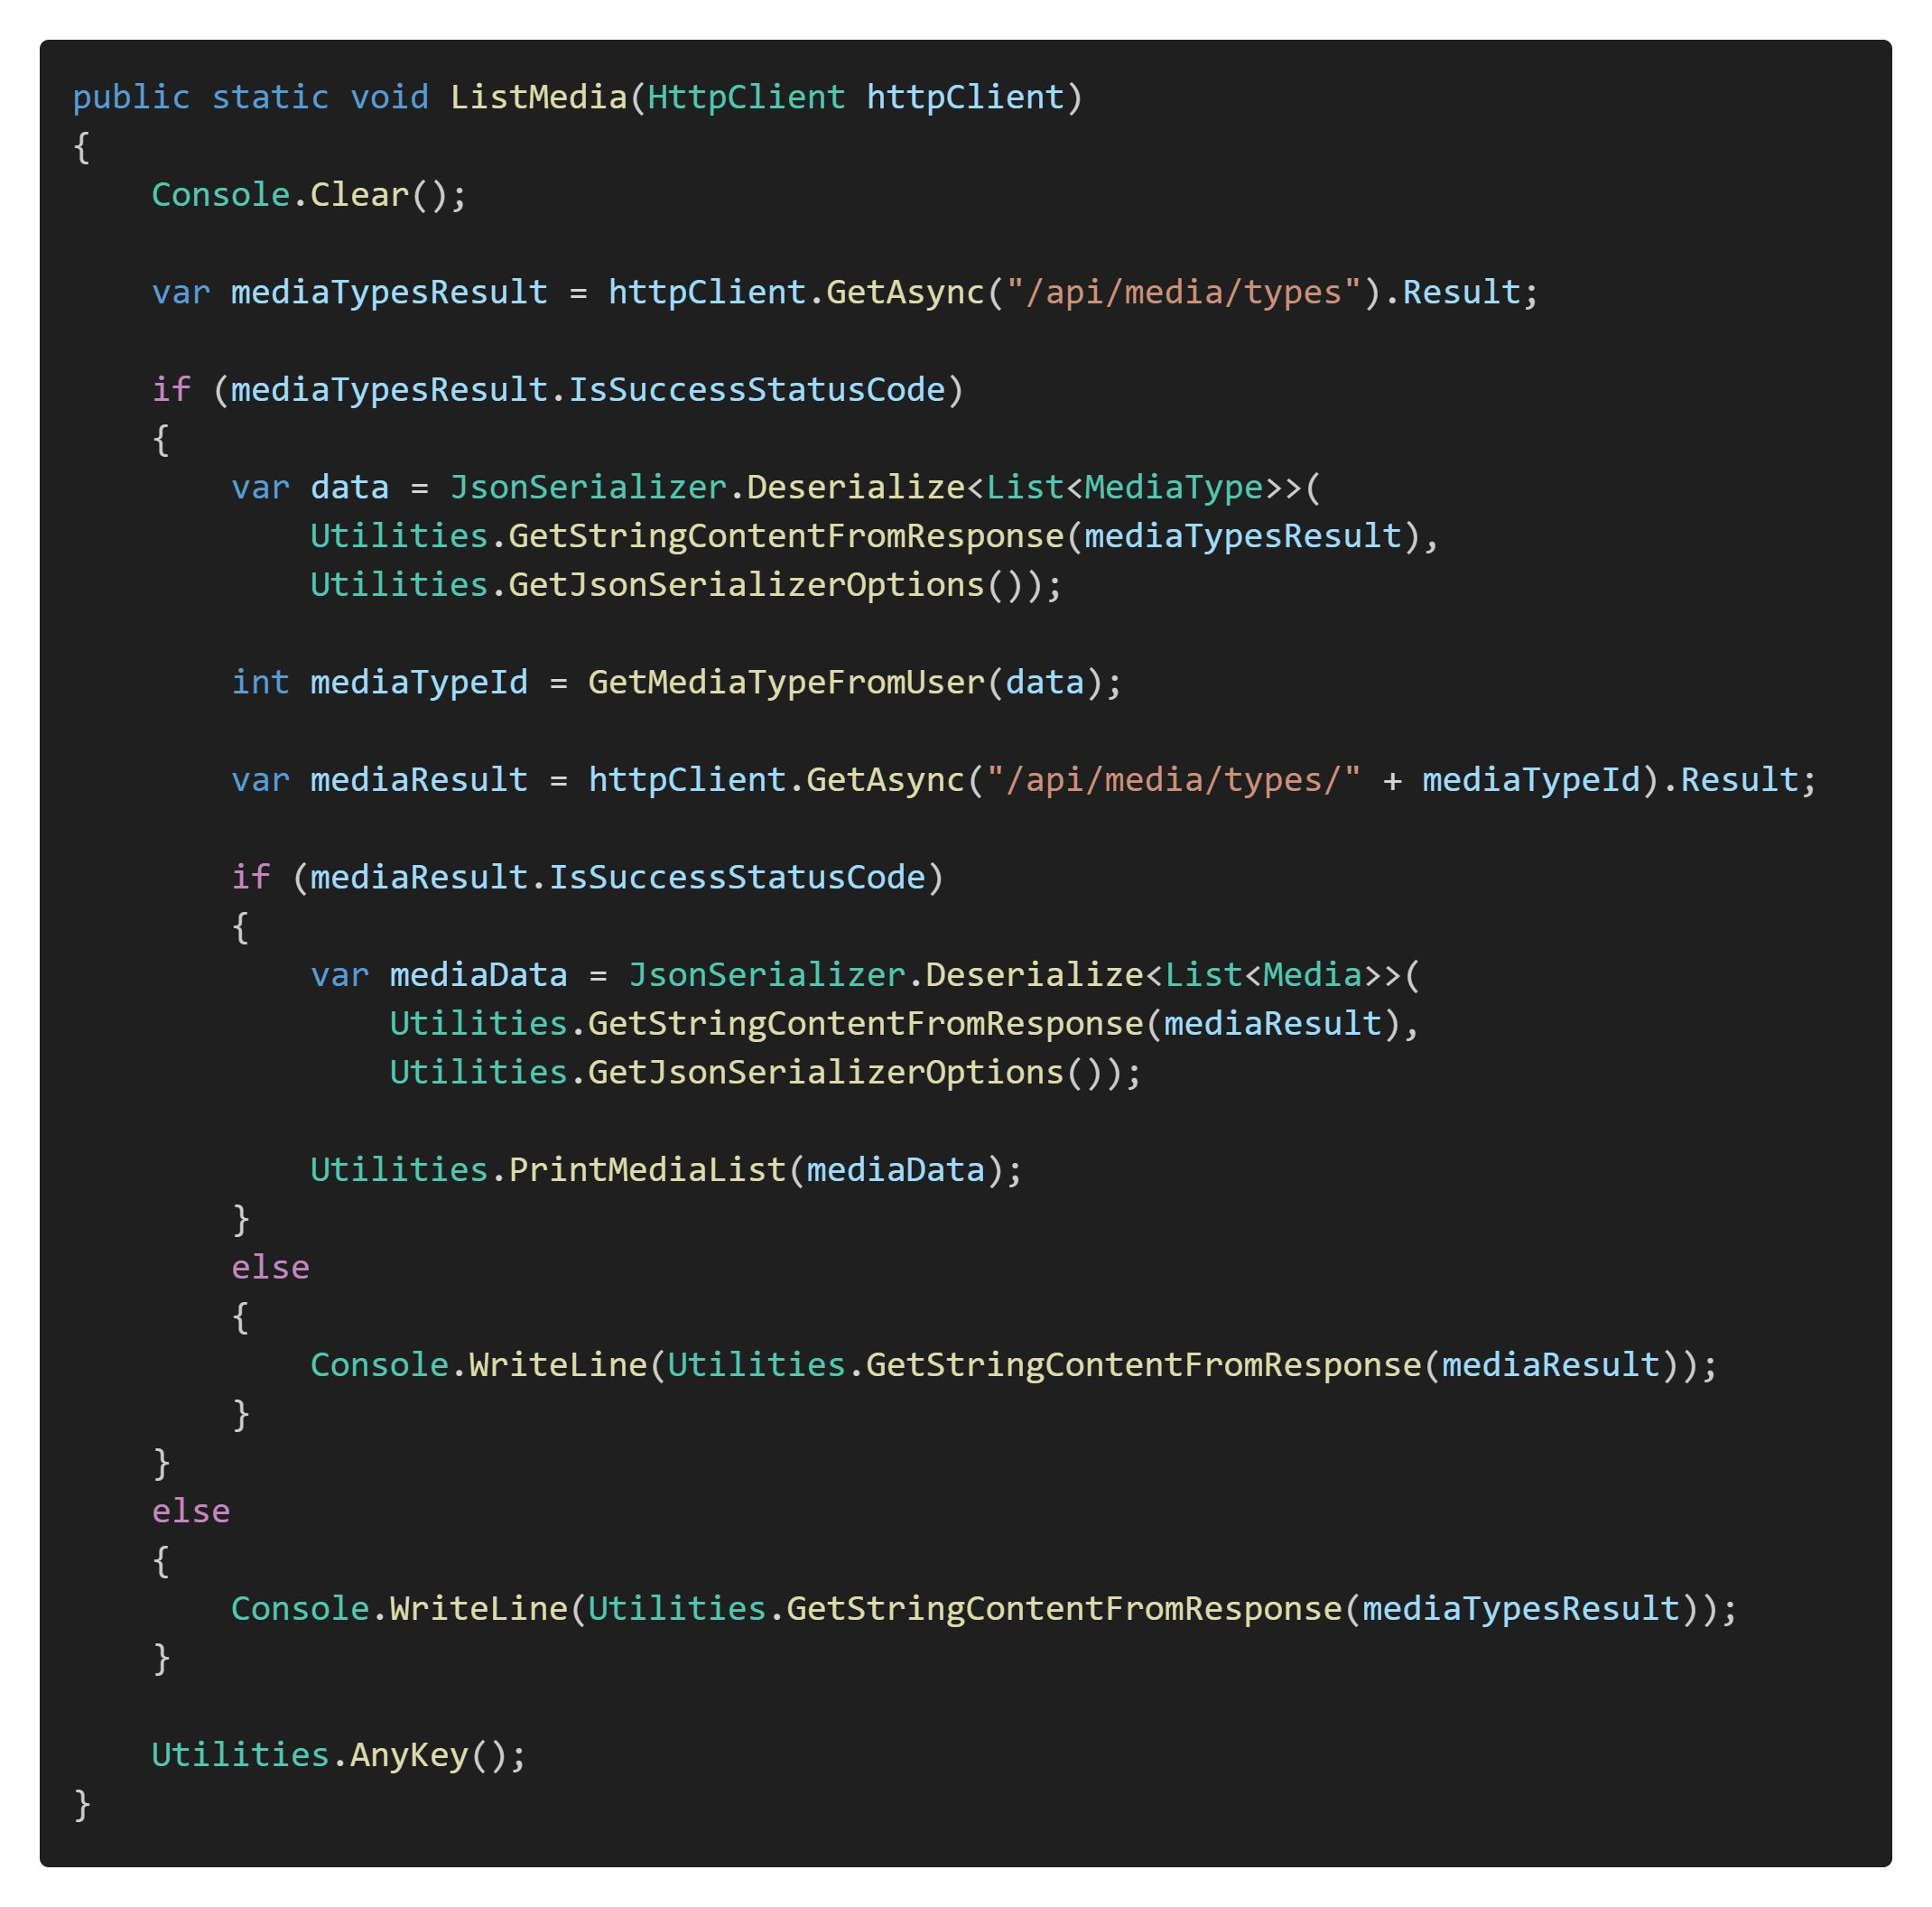 public static void ListMedia(HttpClient httpClient)
{
    Console.Clear();

    var mediaTypesResult = httpClient.GetAsync("/api/media/types").Result;

    if (mediaTypesResult.IsSuccessStatusCode)
    {
        var data = JsonSerializer.Deserialize<List<MediaType>>(
            Utilities.GetStringContentFromResponse(mediaTypesResult),
            Utilities.GetJsonSerializerOptions());

        int mediaTypeId = GetMediaTypeFromUser(data);

        var mediaResult = httpClient.GetAsync("/api/media/types/" + mediaTypeId).Result;

        if (mediaResult.IsSuccessStatusCode)
        {
            var mediaData = JsonSerializer.Deserialize<List<Media>>(
                Utilities.GetStringContentFromResponse(mediaResult),
                Utilities.GetJsonSerializerOptions());

            Utilities.PrintMediaList(mediaData);
        }
        else
        {
            Console.WriteLine(Utilities.GetStringContentFromResponse(mediaResult));
        }
    }
    else
    {
        Console.WriteLine(Utilities.GetStringContentFromResponse(mediaTypesResult));
    }

    Utilities.AnyKey();
}